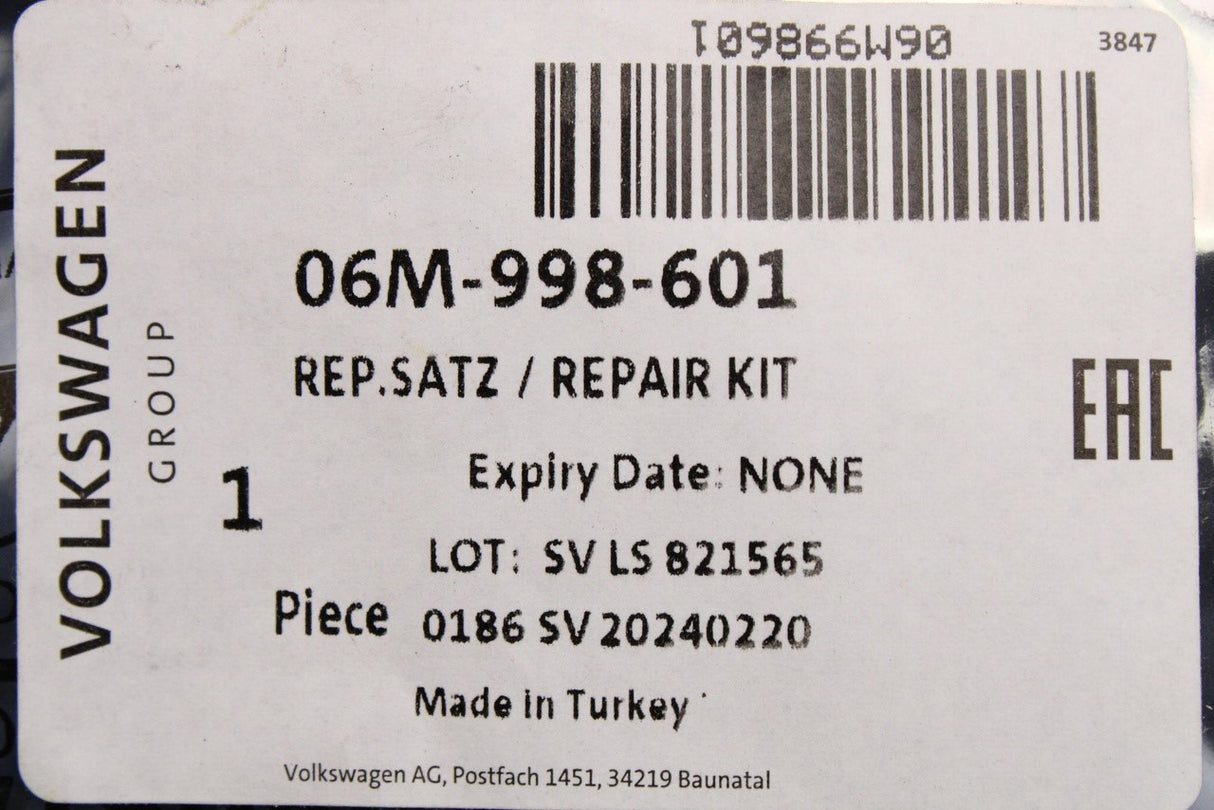 06M998601
3847
VOLKSWAGEN
GROUP
06M-998-601
REP.SATZ / REPAIR KIT
EAC
Expiry Date: NONE
1
LOT: SV LS 821565
Piece
0186 SV 20240220
Made in Turkey
Volkswagen AG, Postfach 1451, 34219 Baunatal